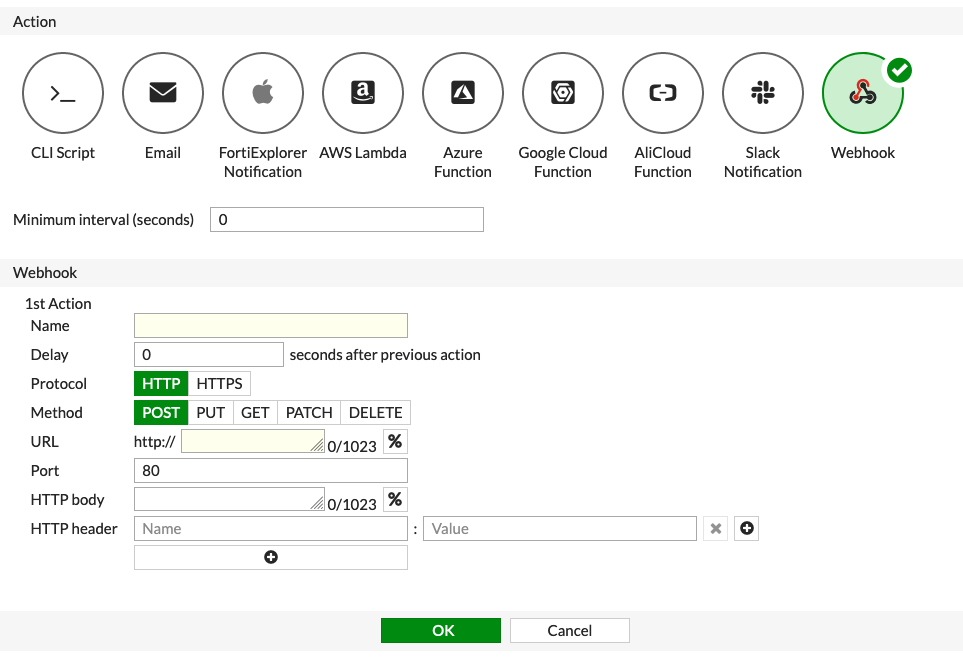 Action
CLI Script
Email
FortiExplorer
Notification
AWS Lambda
Azure
Function
Google Cloud
Function
AliCloud
Function
Slack
Notification
Webhook
Minimum interval (seconds) 0
Webhook
1st Action
Name
Delay 0 seconds after previous action
Protocol HTTP HTTPS
Method POST PUT GET PATCH DELETE
URL http:// 0/1023 %
Port 80
HTTP body 0/1023 %
HTTP header Name : Value
OK Cancel